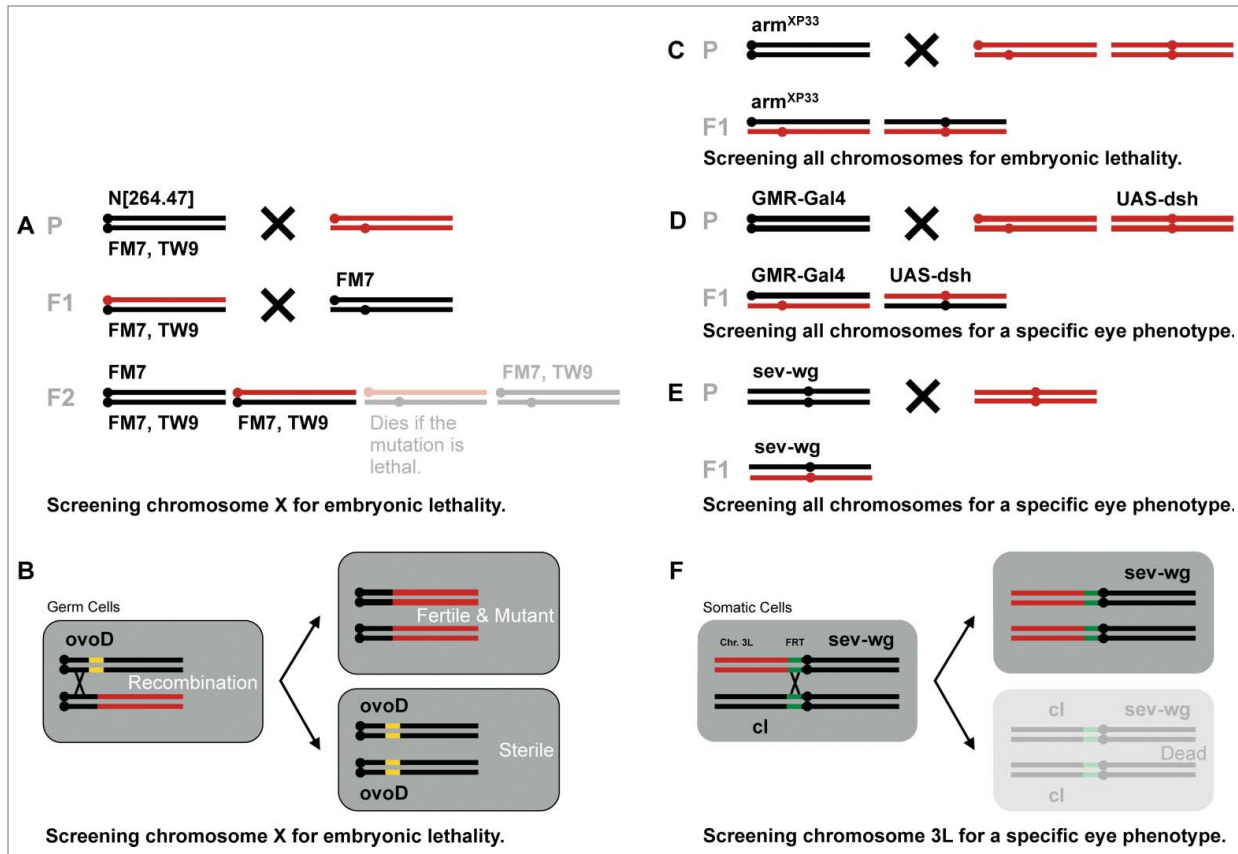 A
P
N[264.47]
FM7, TW9
F1
FM7
FM7, TW9
F2
FM7
FM7, TW9
FM7, TW9
Dies if the
mutation is
lethal.
FM7, TW9
Screening chromosome X for embryonic lethality.
B
Germ Cells
ovoD
Recombination
Fertile & Mutant
ovoD
Sterile
ovoD
Screening chromosome X for embryonic lethality.
C
P
armXP33
F1
armXP33
Screening all chromosomes for embryonic lethality.
D
P
GMR-Gal4
UAS-dsh
F1
GMR-Gal4
UAS-dsh
Screening all chromosomes for a specific eye phenotype.
E
P
sev-wg
F1
sev-wg
Screening all chromosomes for a specific eye phenotype.
F
Somatic Cells
Chr. 3L
FRT
sev-wg
cl
sev-wg
cl
sev-wg
Dead
cl
Screening chromosome 3L for a specific eye phenotype.